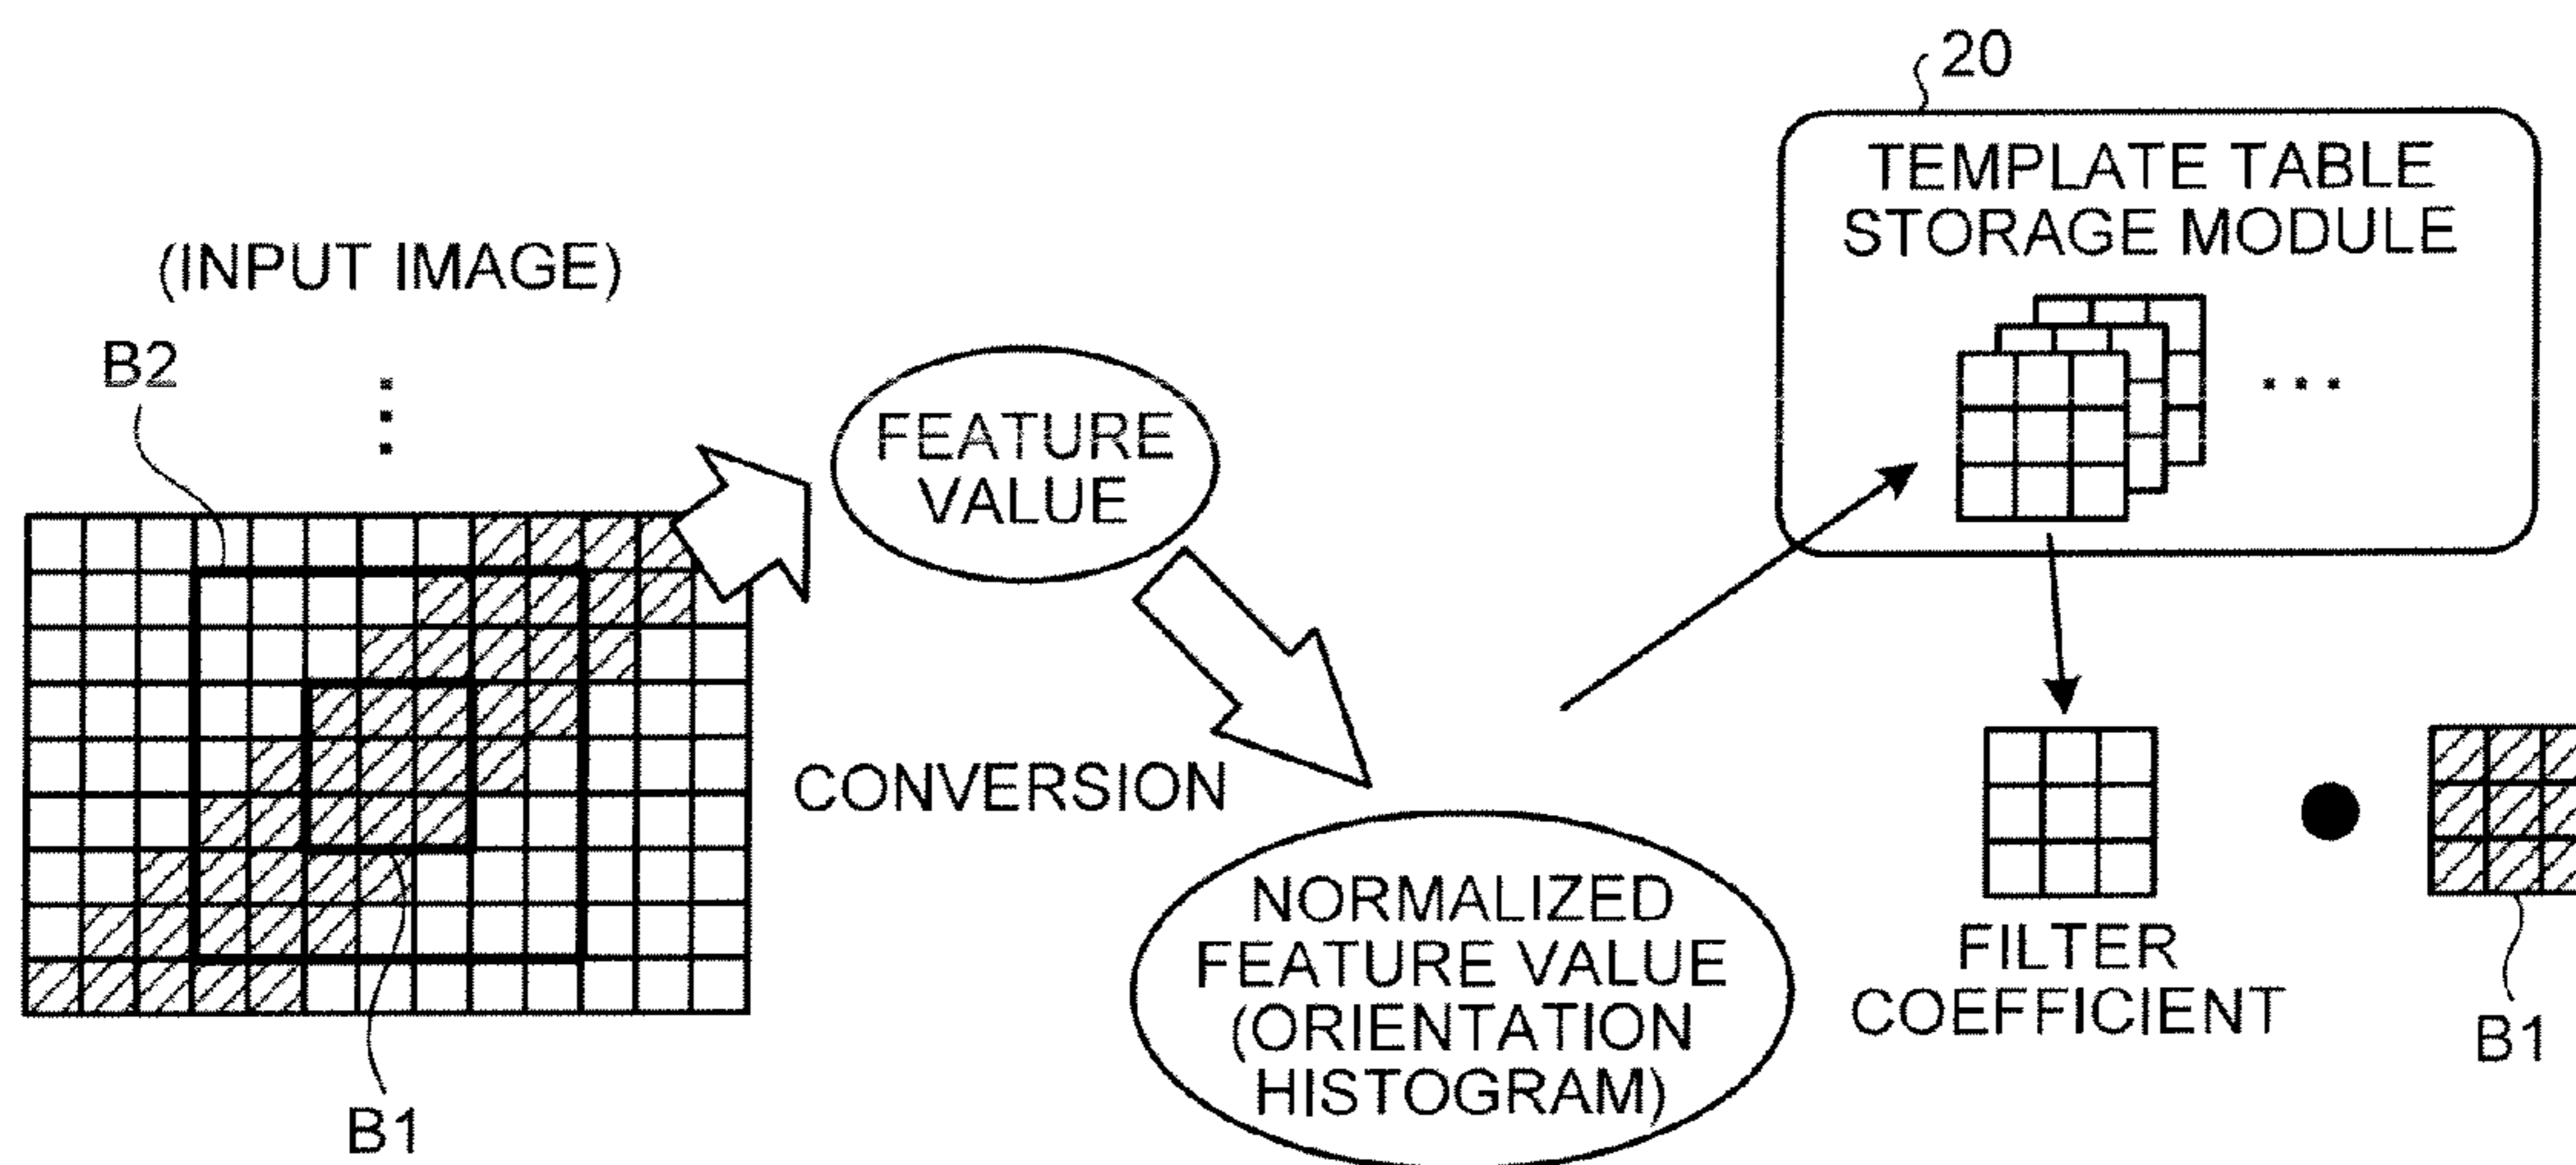 (INPUT IMAGE)
B2
B1
FEATURE
VALUE
CONVERSION
NORMALIZED
FEATURE VALUE
(ORIENTATION
HISTOGRAM)
20
TEMPLATE TABLE
STORAGE MODULE
FILTER
COEFFICIENT
B1